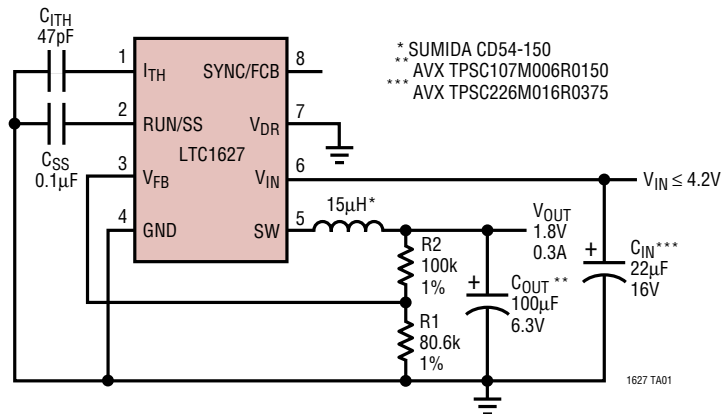 C_ITH
47pF
C_SS
0.1µF
1
I_TH
2
RUN/SS
3
V_FB
4
GND
LTC1627
SYNC/FCB
8
V_DR
7
V_IN
6
SW
5
* SUMIDA CD54-150
** AVX TPSC107M006R0150
*** AVX TPSC226M016R0375
V_IN ≤ 4.2V
15µH*
V_OUT
1.8V
0.3A
R2
100k
1%
R1
80.6k
1%
+
C_OUT**
100µF
6.3V
+
C_IN***
22µF
16V
1627 TA01